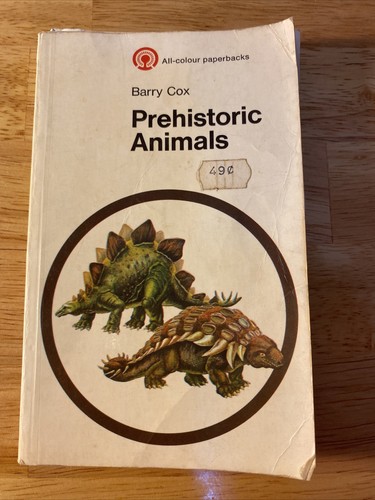 All-colour paperbacks
Barry Cox
Prehistoric
Animals
49¢